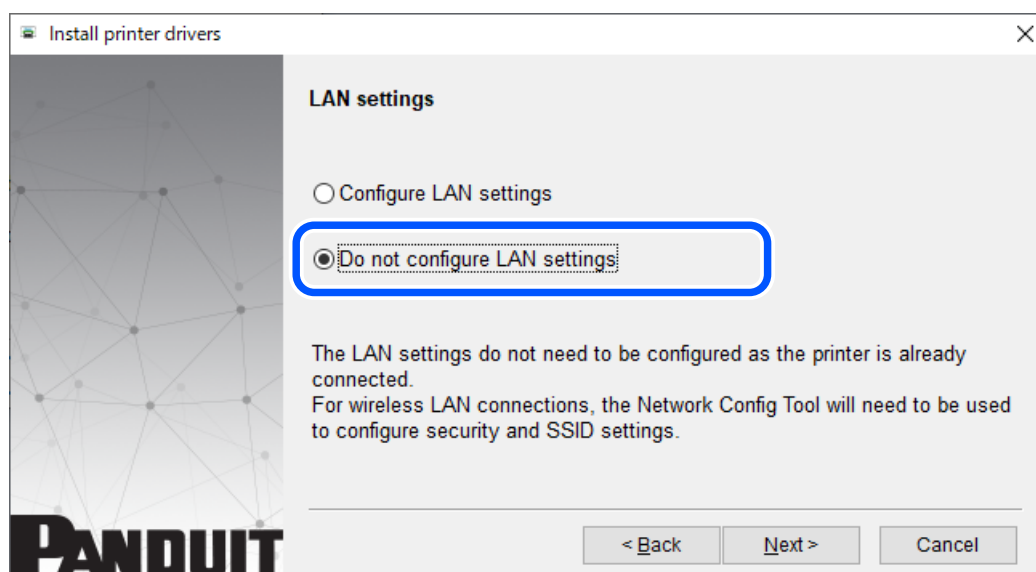 Install printer drivers
LAN settings
Configure LAN settings
Do not configure LAN settings
The LAN settings do not need to be configured as the printer is already
connected.
For wireless LAN connections, the Network Config Tool will need to be used
to configure security and SSID settings.
PANDUIT
< Back
Next >
Cancel